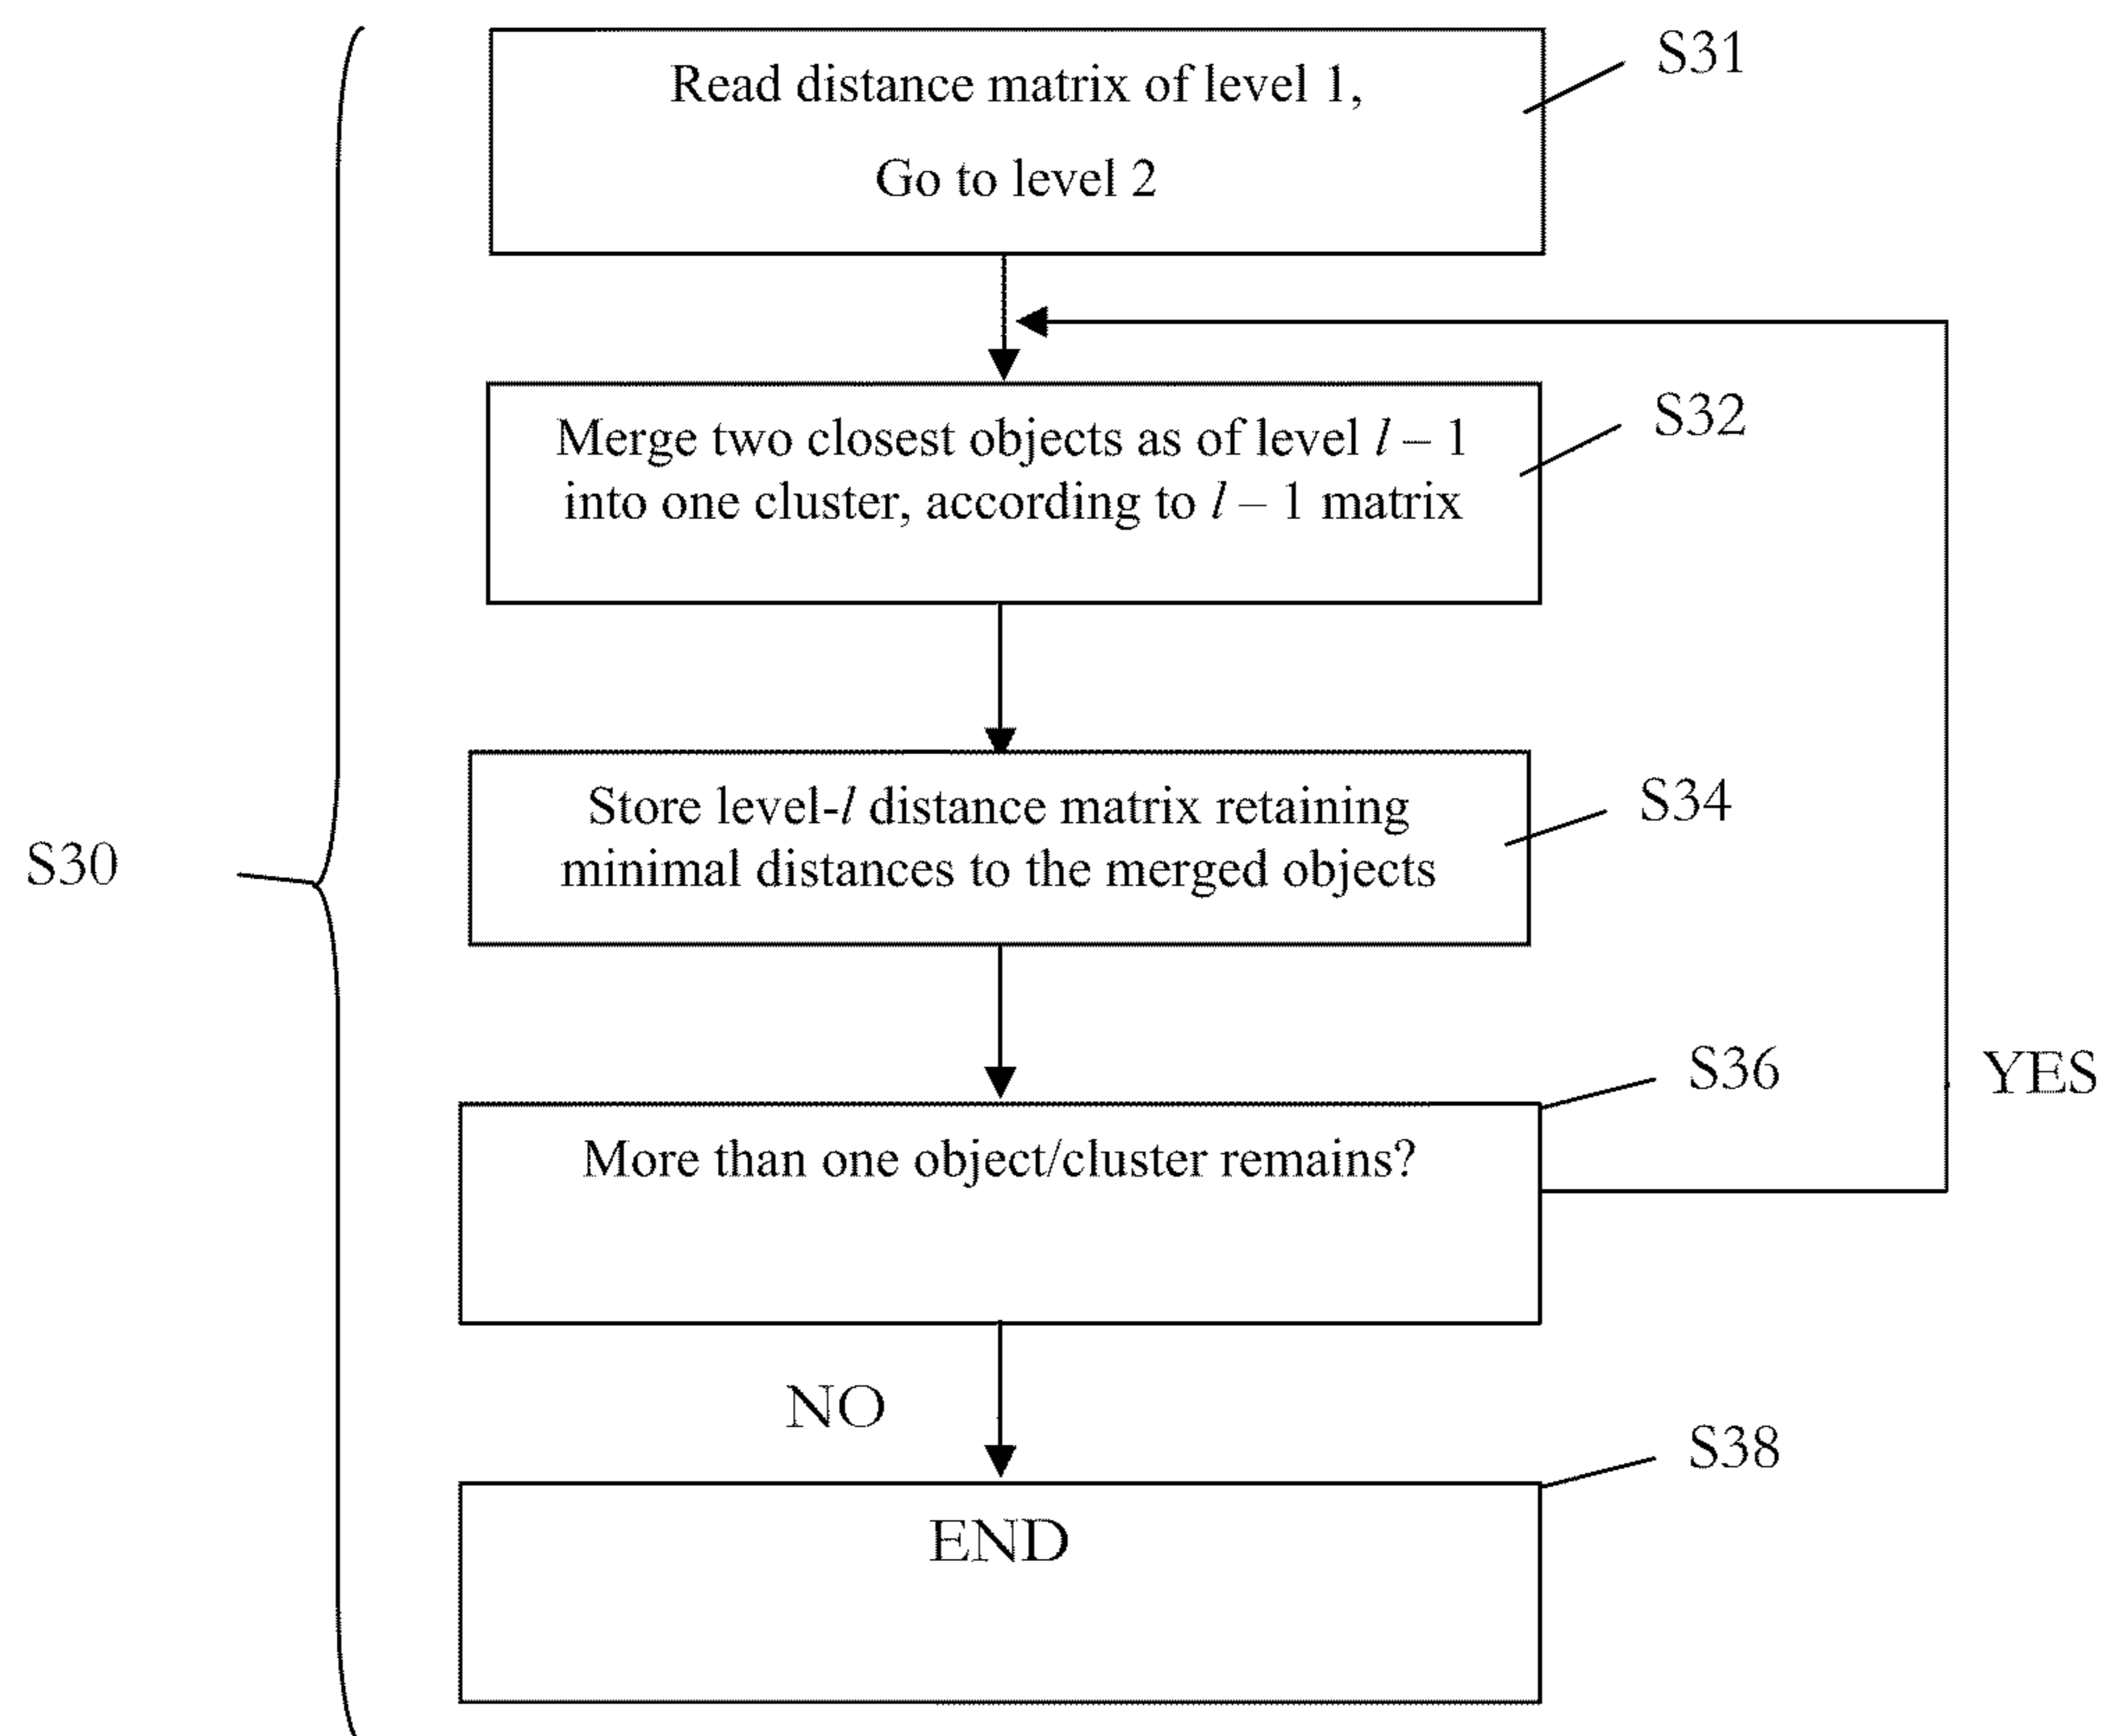 Read distance matrix of level 1,
Go to level 2
S31
Merge two closest objects as of level l – 1
into one cluster, according to l – 1 matrix
S32
Store level-l distance matrix retaining
minimal distances to the merged objects
S34
S30
More than one object/cluster remains?
S36
YES
NO
END
S38